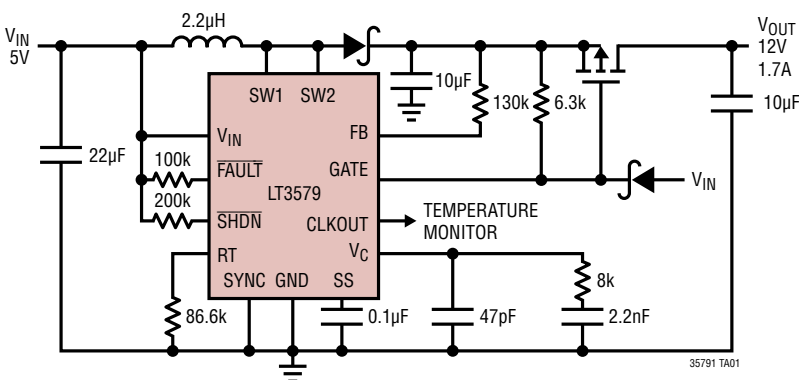 2.2µH
VIN
5V
VOUT
12V
1.7A
SW1 SW2
10µF
130k
6.3k
10µF
VIN
FB
22µF
100k
FAULT
GATE
VIN
LT3579
200k
SHDN
CLKOUT
TEMPERATURE
MONITOR
RT
VC
SYNC GND SS
8k
86.6k
0.1µF
47pF
2.2nF
35791 TA01